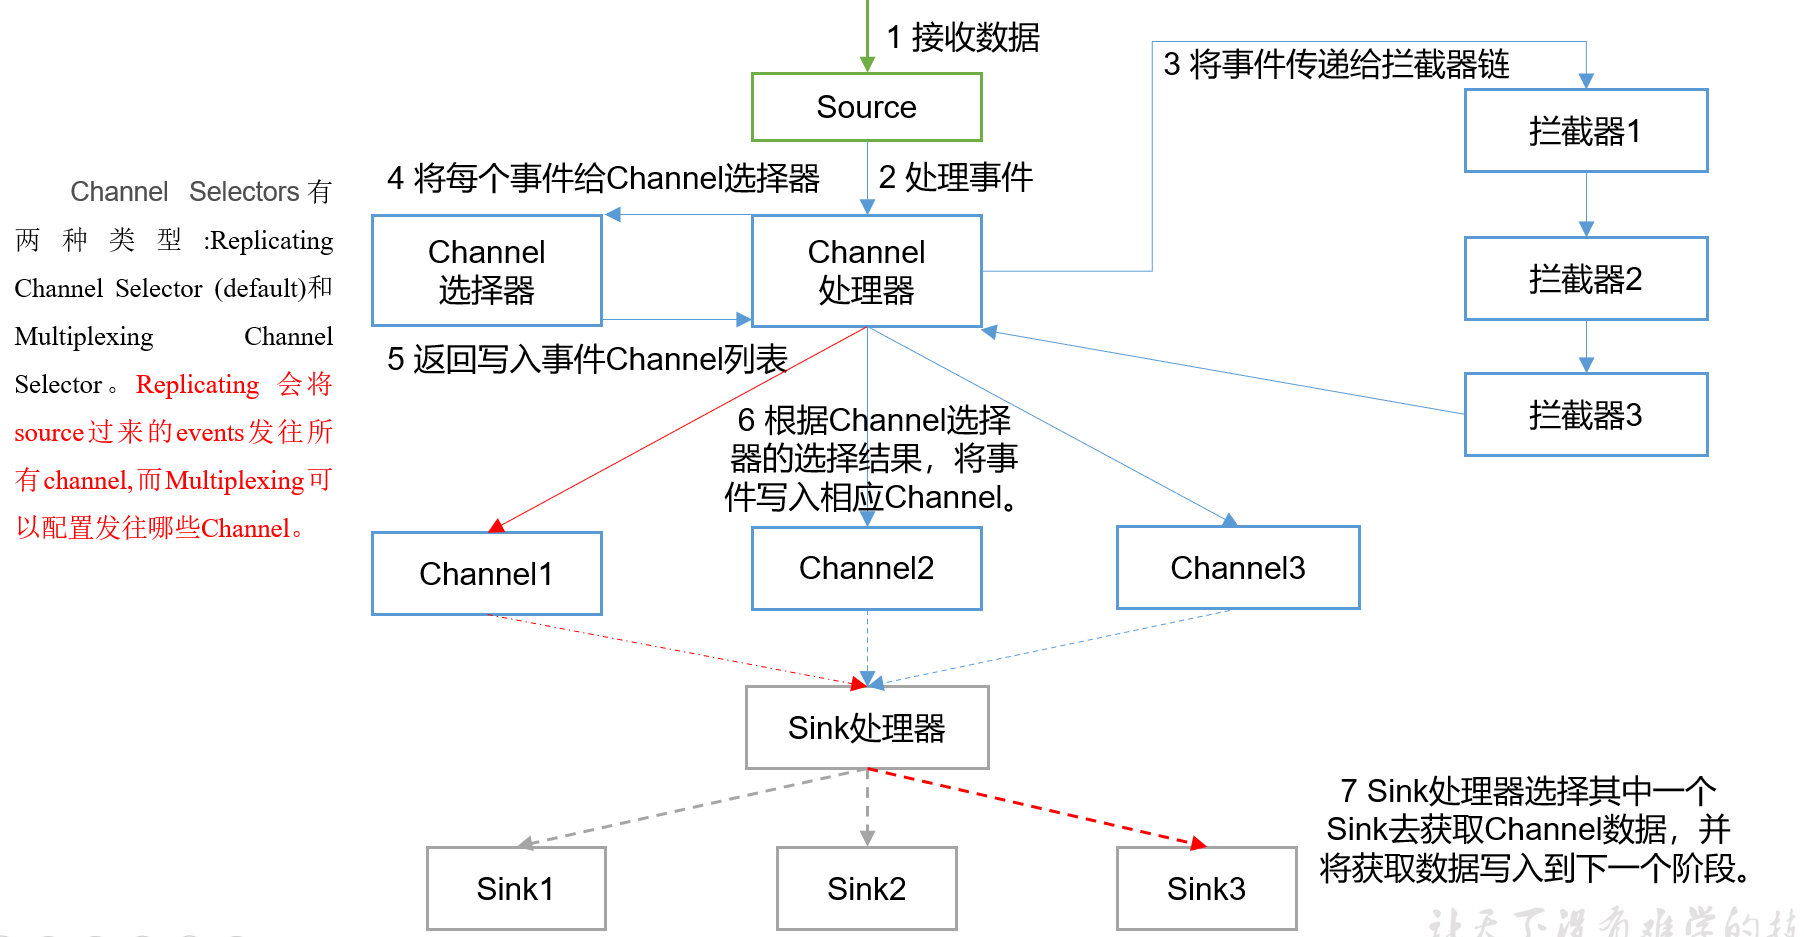 1 接收数据
Source
2 处理事件
3 将事件传递给拦截器链
拦截器1
拦截器2
拦截器3
4 将每个事件给Channel选择器
Channel
选择器
Channel
处理器
5 返回写入事件Channel列表
Channel Selectors有
两种类型:Replicating
Channel Selector (default)和
Multiplexing Channel
Selector。Replicating 会将
source过来的events发往所
有channel,而Multiplexing可
以配置发往哪些Channel。
6 根据Channel选择
器的选择结果，将事
件写入相应Channel。
Channel1
Channel2
Channel3
Sink处理器
Sink1
Sink2
Sink3
7 Sink处理器选择其中一个
Sink去获取Channel数据，并
将获取数据写入到下一个阶段。
让天下没有难学的技